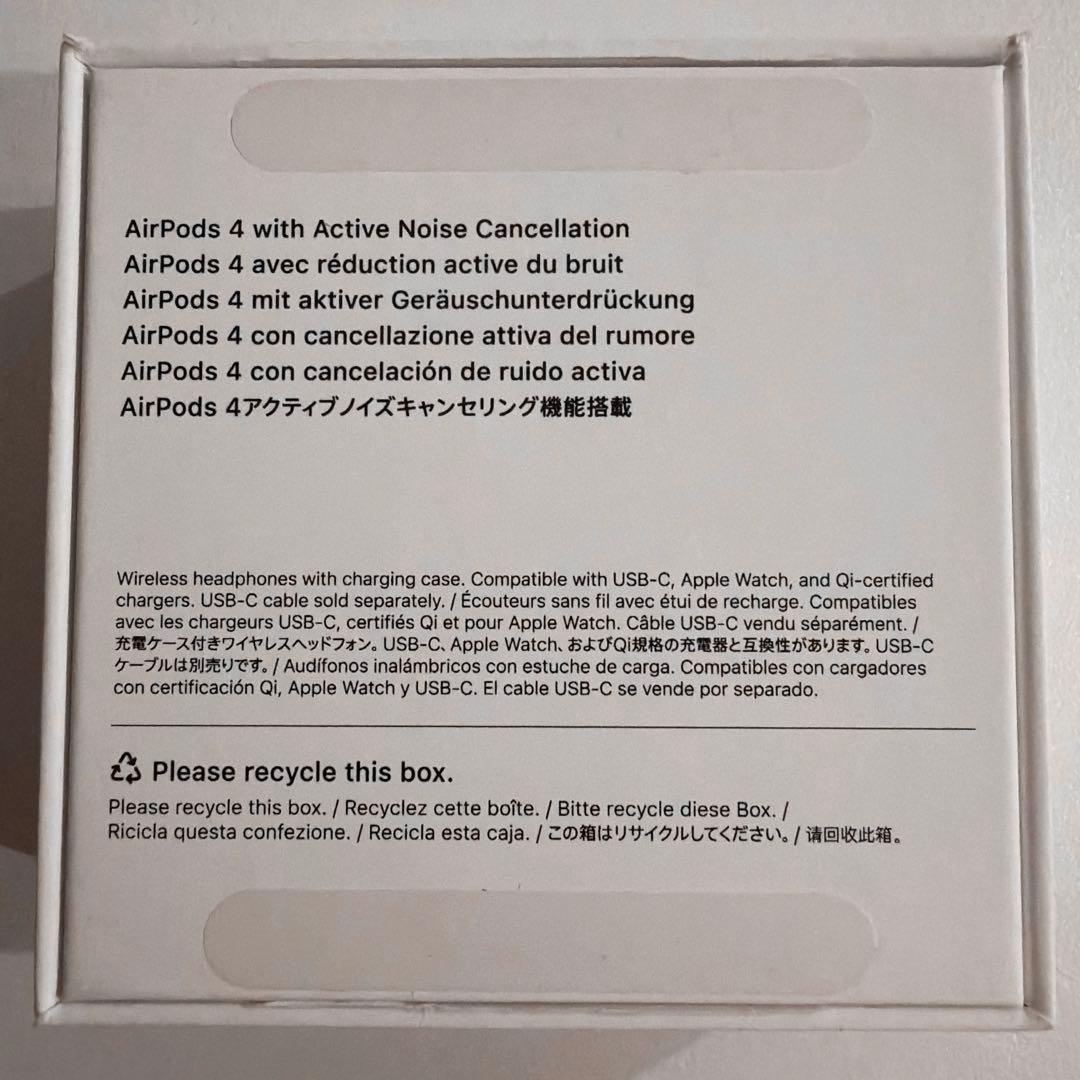 AirPods 4 with Active Noise Cancellation
AirPods 4 avec réduction active du bruit
AirPods 4 mit aktiver Geräuschunterdrückung
AirPods 4 con cancellazione attiva del rumore
AirPods 4 con cancelación de ruido activa
AirPods 4アクティブノイズキャンセリング機能搭載
Wireless headphones with charging case. Compatible with USB-C, Apple Watch, and Qi-certified
chargers. USB-C cable sold separately. / Écouteurs sans fil avec étui de recharge. Compatibles
avec les chargeurs USB-C, certifiés Qi et pour Apple Watch. Câble USB-C vendu séparément. /
充電ケース付きワイヤレスヘッドフォン。USB-C、Apple Watch、およびQi規格の充電器と互換性があります。USB-C
ケーブルは別売りです。/ Audífonos inalámbricos con estuche de carga. Compatibles con cargadores
con certificación Qi, Apple Watch y USB-C. El cable USB-C se vende por separado.
Please recycle this box.
Please recycle this box. / Recyclez cette boîte. / Bitte recycle diese Box. /
Ricicla questa confezione. / Recicla esta caja. / この箱はリサイクルしてください。/ 请回收此箱。